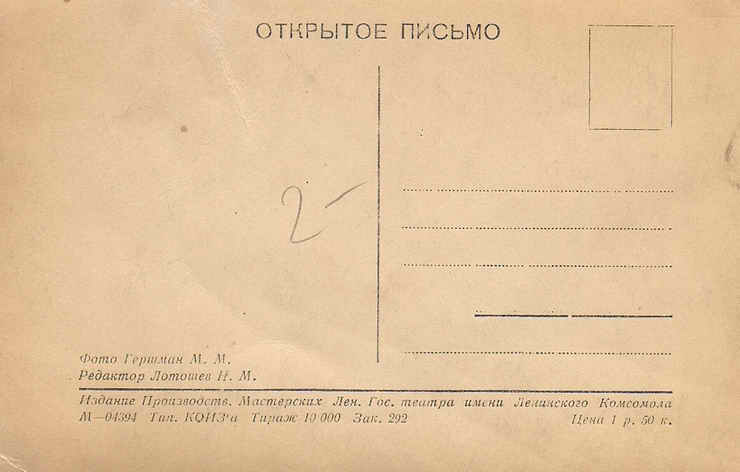 ОТКРЫТОЕ ПИСЬМО
2-
Фото Гершман М. М.
Редактор Лотошев Н. М.
Издание Производств. Мастерских Лен. Гос. театра имени Ленинского Комсомола
М—04394 Тип. КОИЗ'а Тираж 10 000 Зак. 292 Цена 1 р. 50 к.